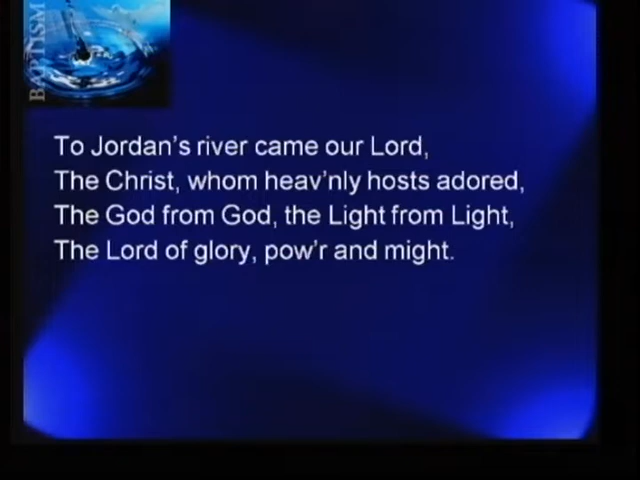 BAPTISM
To Jordan's river came our Lord,
The Christ, whom heav'nly hosts adored,
The God from God, the Light from Light,
The Lord of glory, pow'r and might.